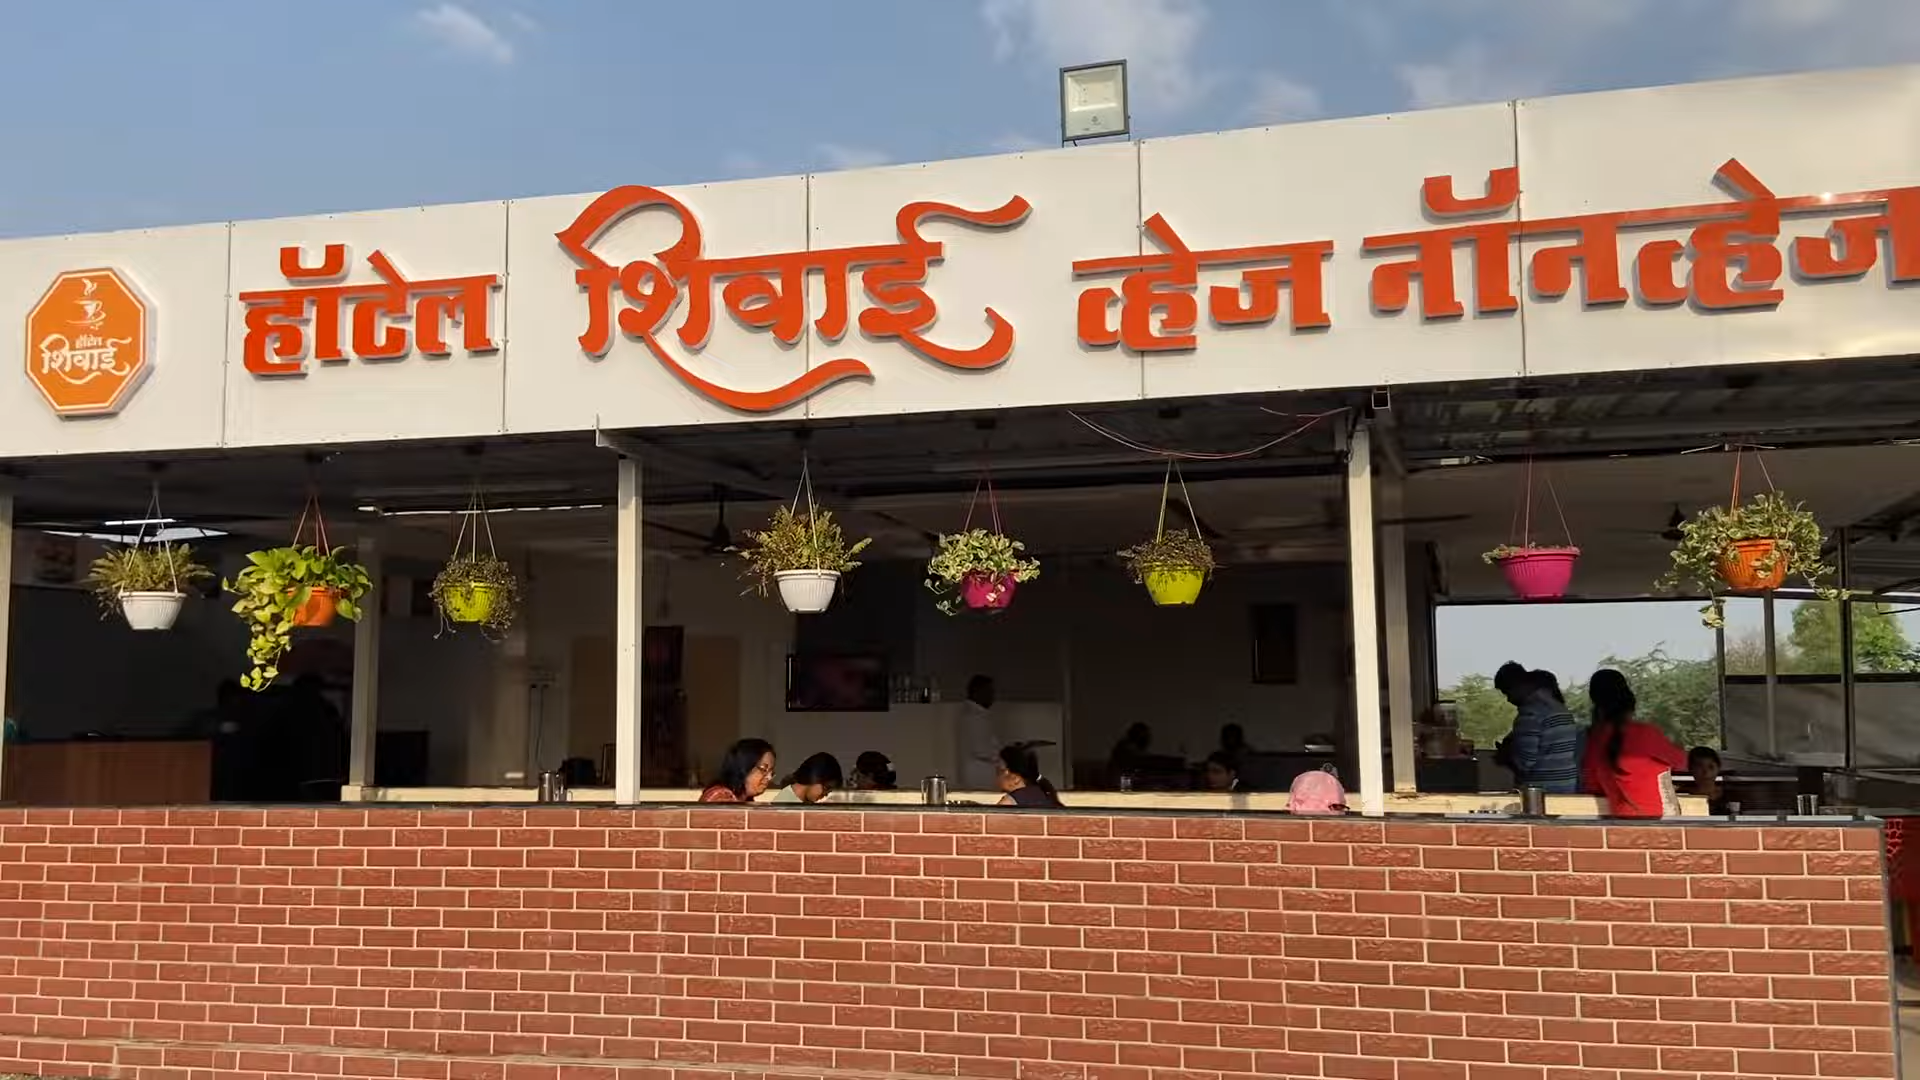 हॉटेल
शिवाई
हॉटेल शिवाई व्हेज नॉनव्हेज